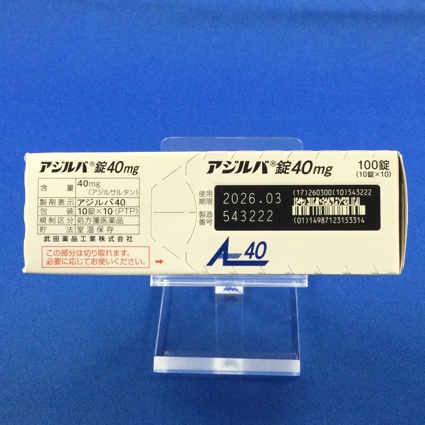 アジルバ®錠40mg
含量 40mg
(アジルサルタン)
製剤表示 アジルバ40
包装 10錠×10(PTP)
規制区分 処方箋医薬品
貯法 室温保存
武田薬品工業株式会社
この部分は切り取れます。
必要に応じてお使いください。
アジルバ®錠40mg
100錠
(10錠×10)
使用期限 2026.03
製造番号 543222
(17)260300(10)543222
(01)14987123153314
A 40